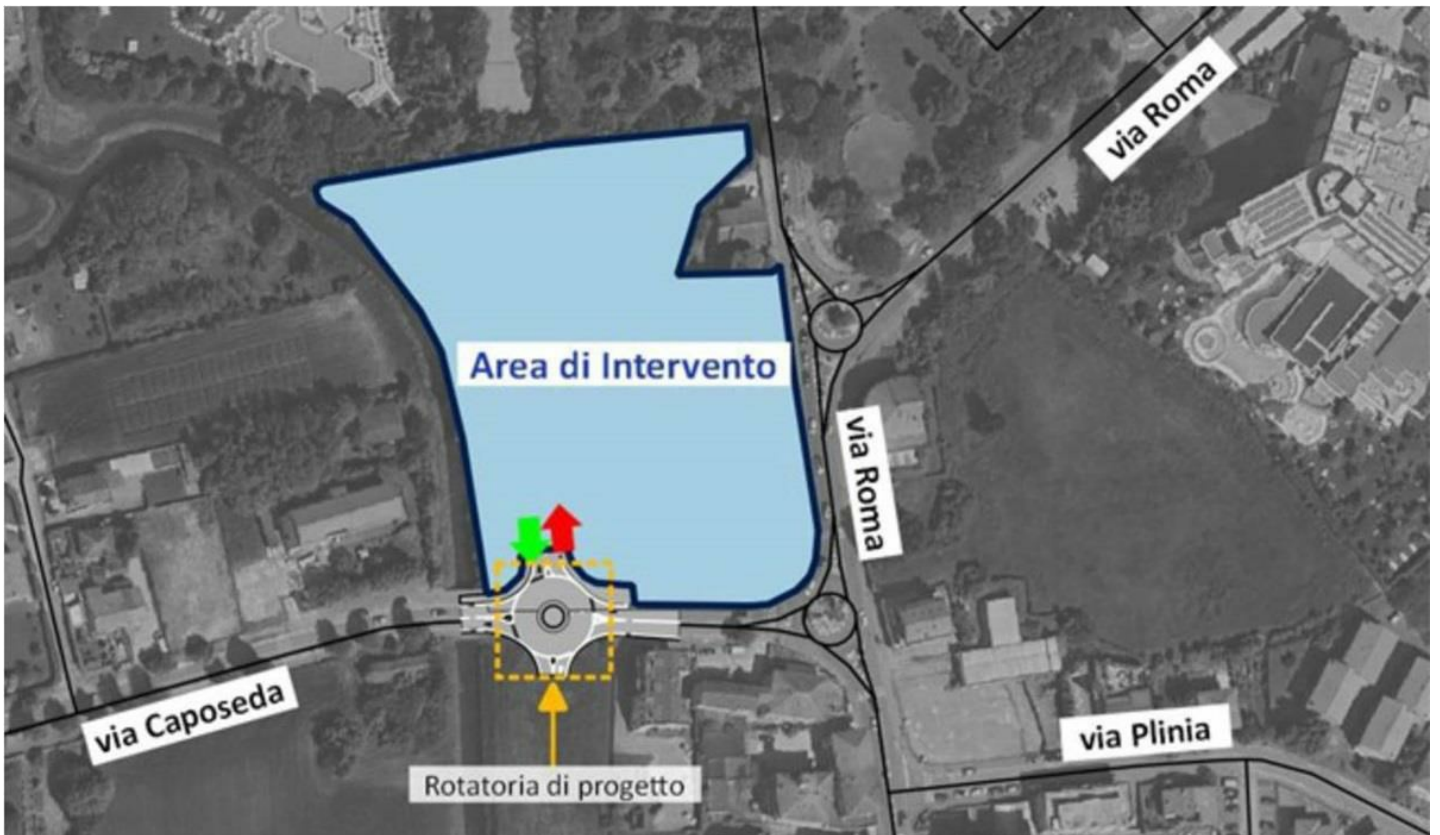 via Roma
Area di Intervento
via Roma
via Caposeda
via Plinia
Rotatoria di progetto